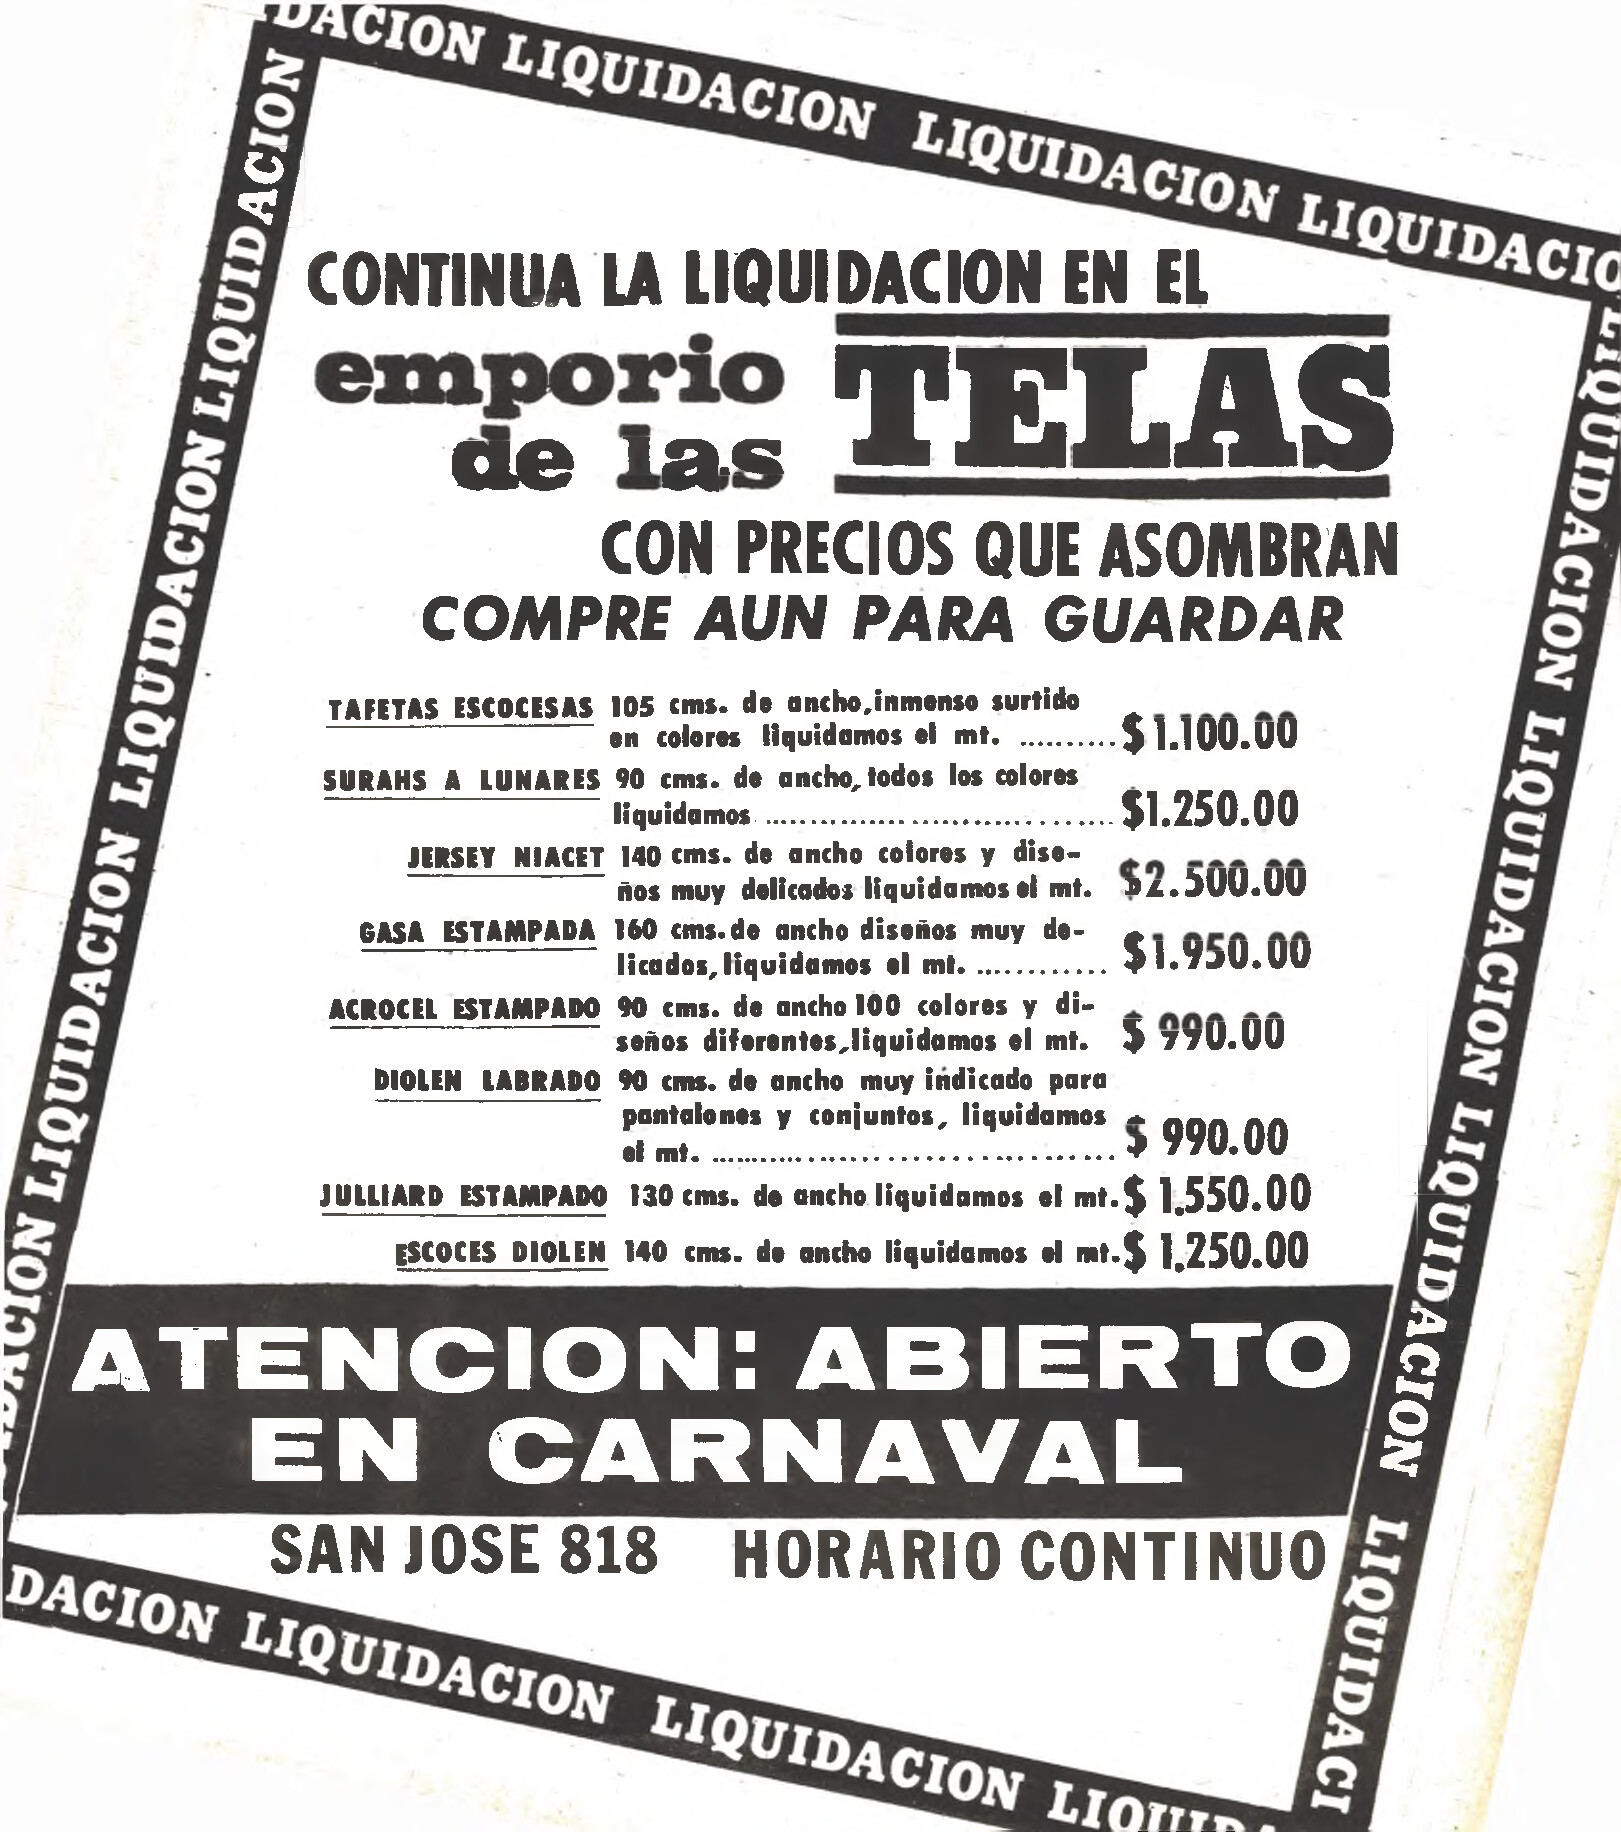 DACION LIQUIDACION LIQUIDACION LIQUIDACIO
LIQUIDACION LIQUIDACION LIQUIDACION LIQUIDACION LIQUIDACION
LIQUIDACION LIQUIDACION LIQUIDACION LIQUIDACION LIQUIDACI
CONTINUA LA LIQUIDACION EN EL
emporio
de las
TELAS
CON PRECIOS QUE ASOMBRAN
COMPRE AUN PARA GUARDAR
TAFETAS ESCOCESAS 105 cms. de ancho, inmenso surtido
en colores liquidamos el mt. .......... $1.100.00
SURAHS A LUNARES 90 cms. de ancho, todos los colores
liquidamos ................................ $1.250.00
JERSEY NIACET 140 cms. de ancho colores y dise-
ños muy delicados liquidamos el mt. $2.500.00
GASA ESTAMPADA 160 cms. de ancho diseños muy de-
licados, liquidamos el mt. ............ $1.950.00
ACROCEL ESTAMPADO 90 cms. de ancho 100 colores y di-
seños diferentes, liquidamos el mt. $ 990.00
DIOLEN LABRADO 90 cms. de ancho muy indicado para
pantalones y conjuntos, liquidamos
el mt. ..................................... $ 990.00
JULLIARD ESTAMPADO 130 cms. de ancho liquidamos el mt. $ 1.550.00
ESCOCES DIOLEN 140 cms. de ancho liquidamos el mt. $ 1.250.00
ATENCION: ABIERTO
EN CARNAVAL
SAN JOSE 818 HORARIO CONTINUO
DACION LIQUIDACION LIQUIDACION LIQUIDA